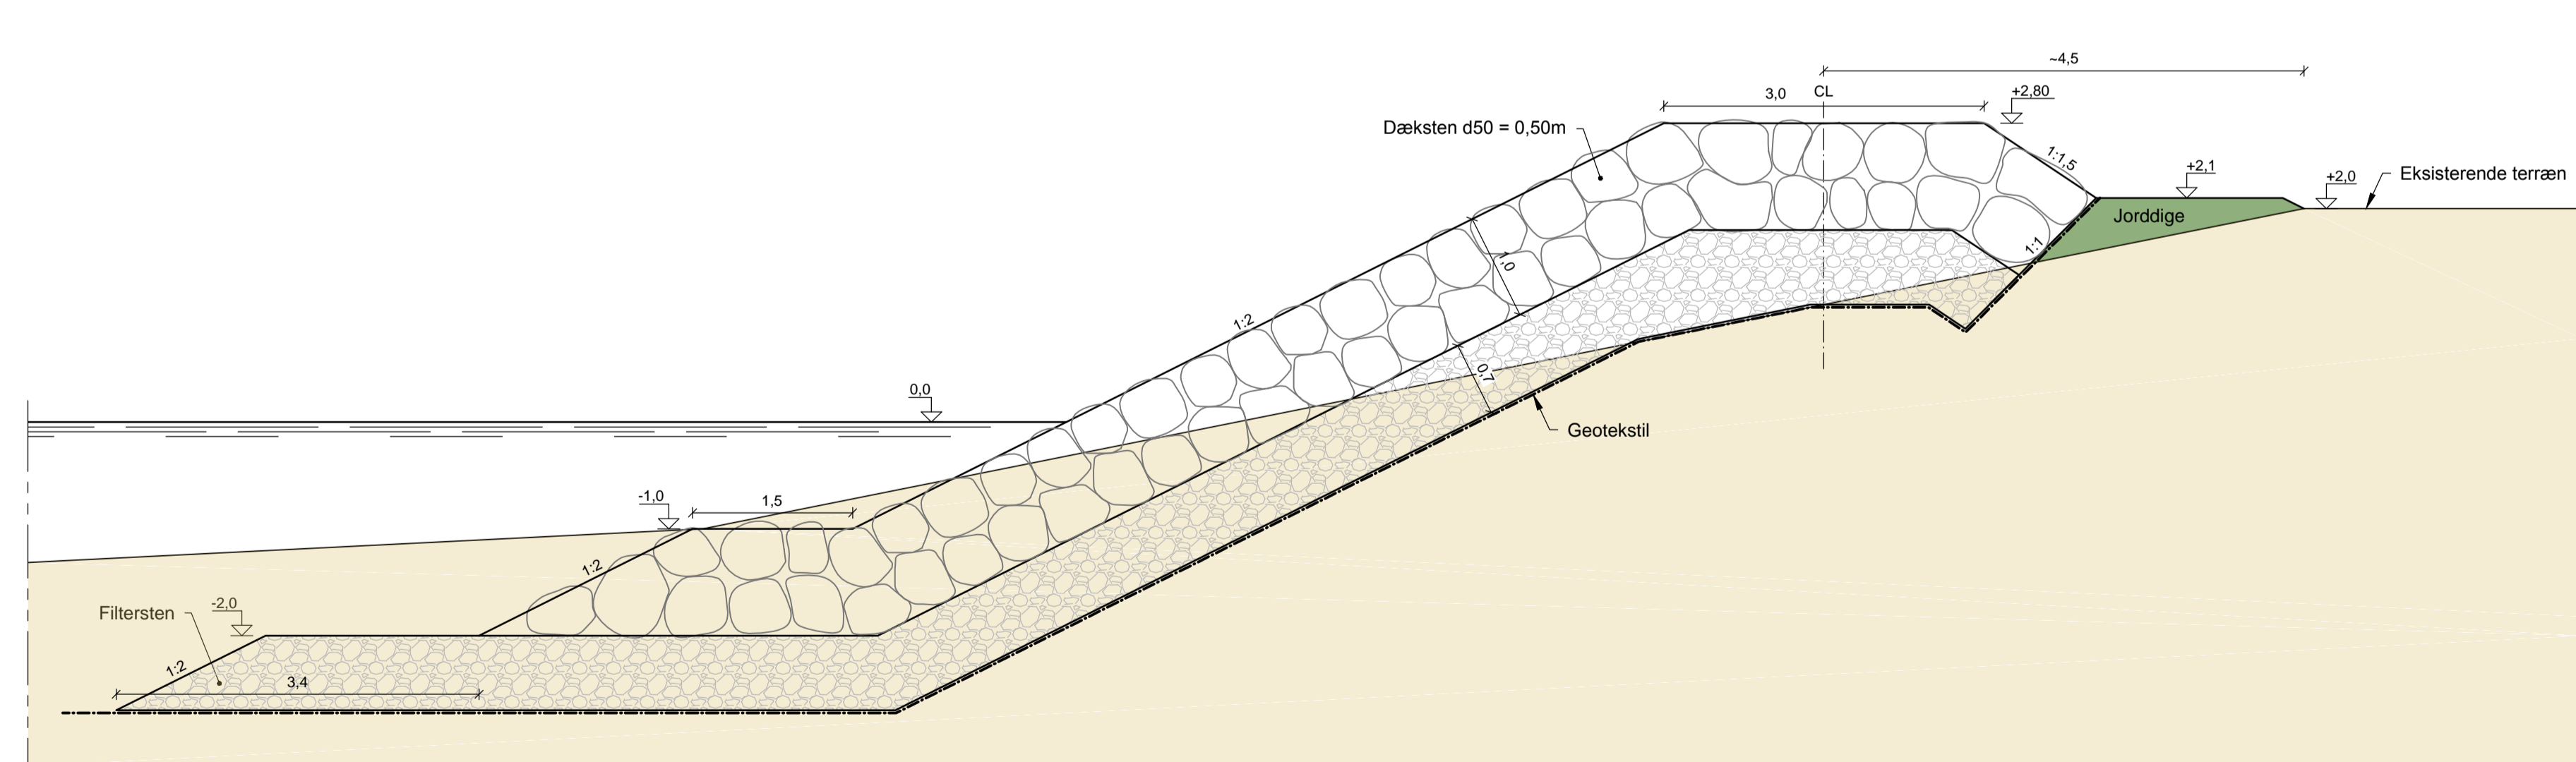 ~4,5
3,0
CL
+2,80
Dæksten d50 = 0,50m
1:1,5
+2,1
+2,0
Eksisterende terræn
Jorddige
1:1
1,0
1:2
0,7
0,0
Geotekstil
-1,0
1,5
1:2
Filtersten
-2,0
1:2
3,4